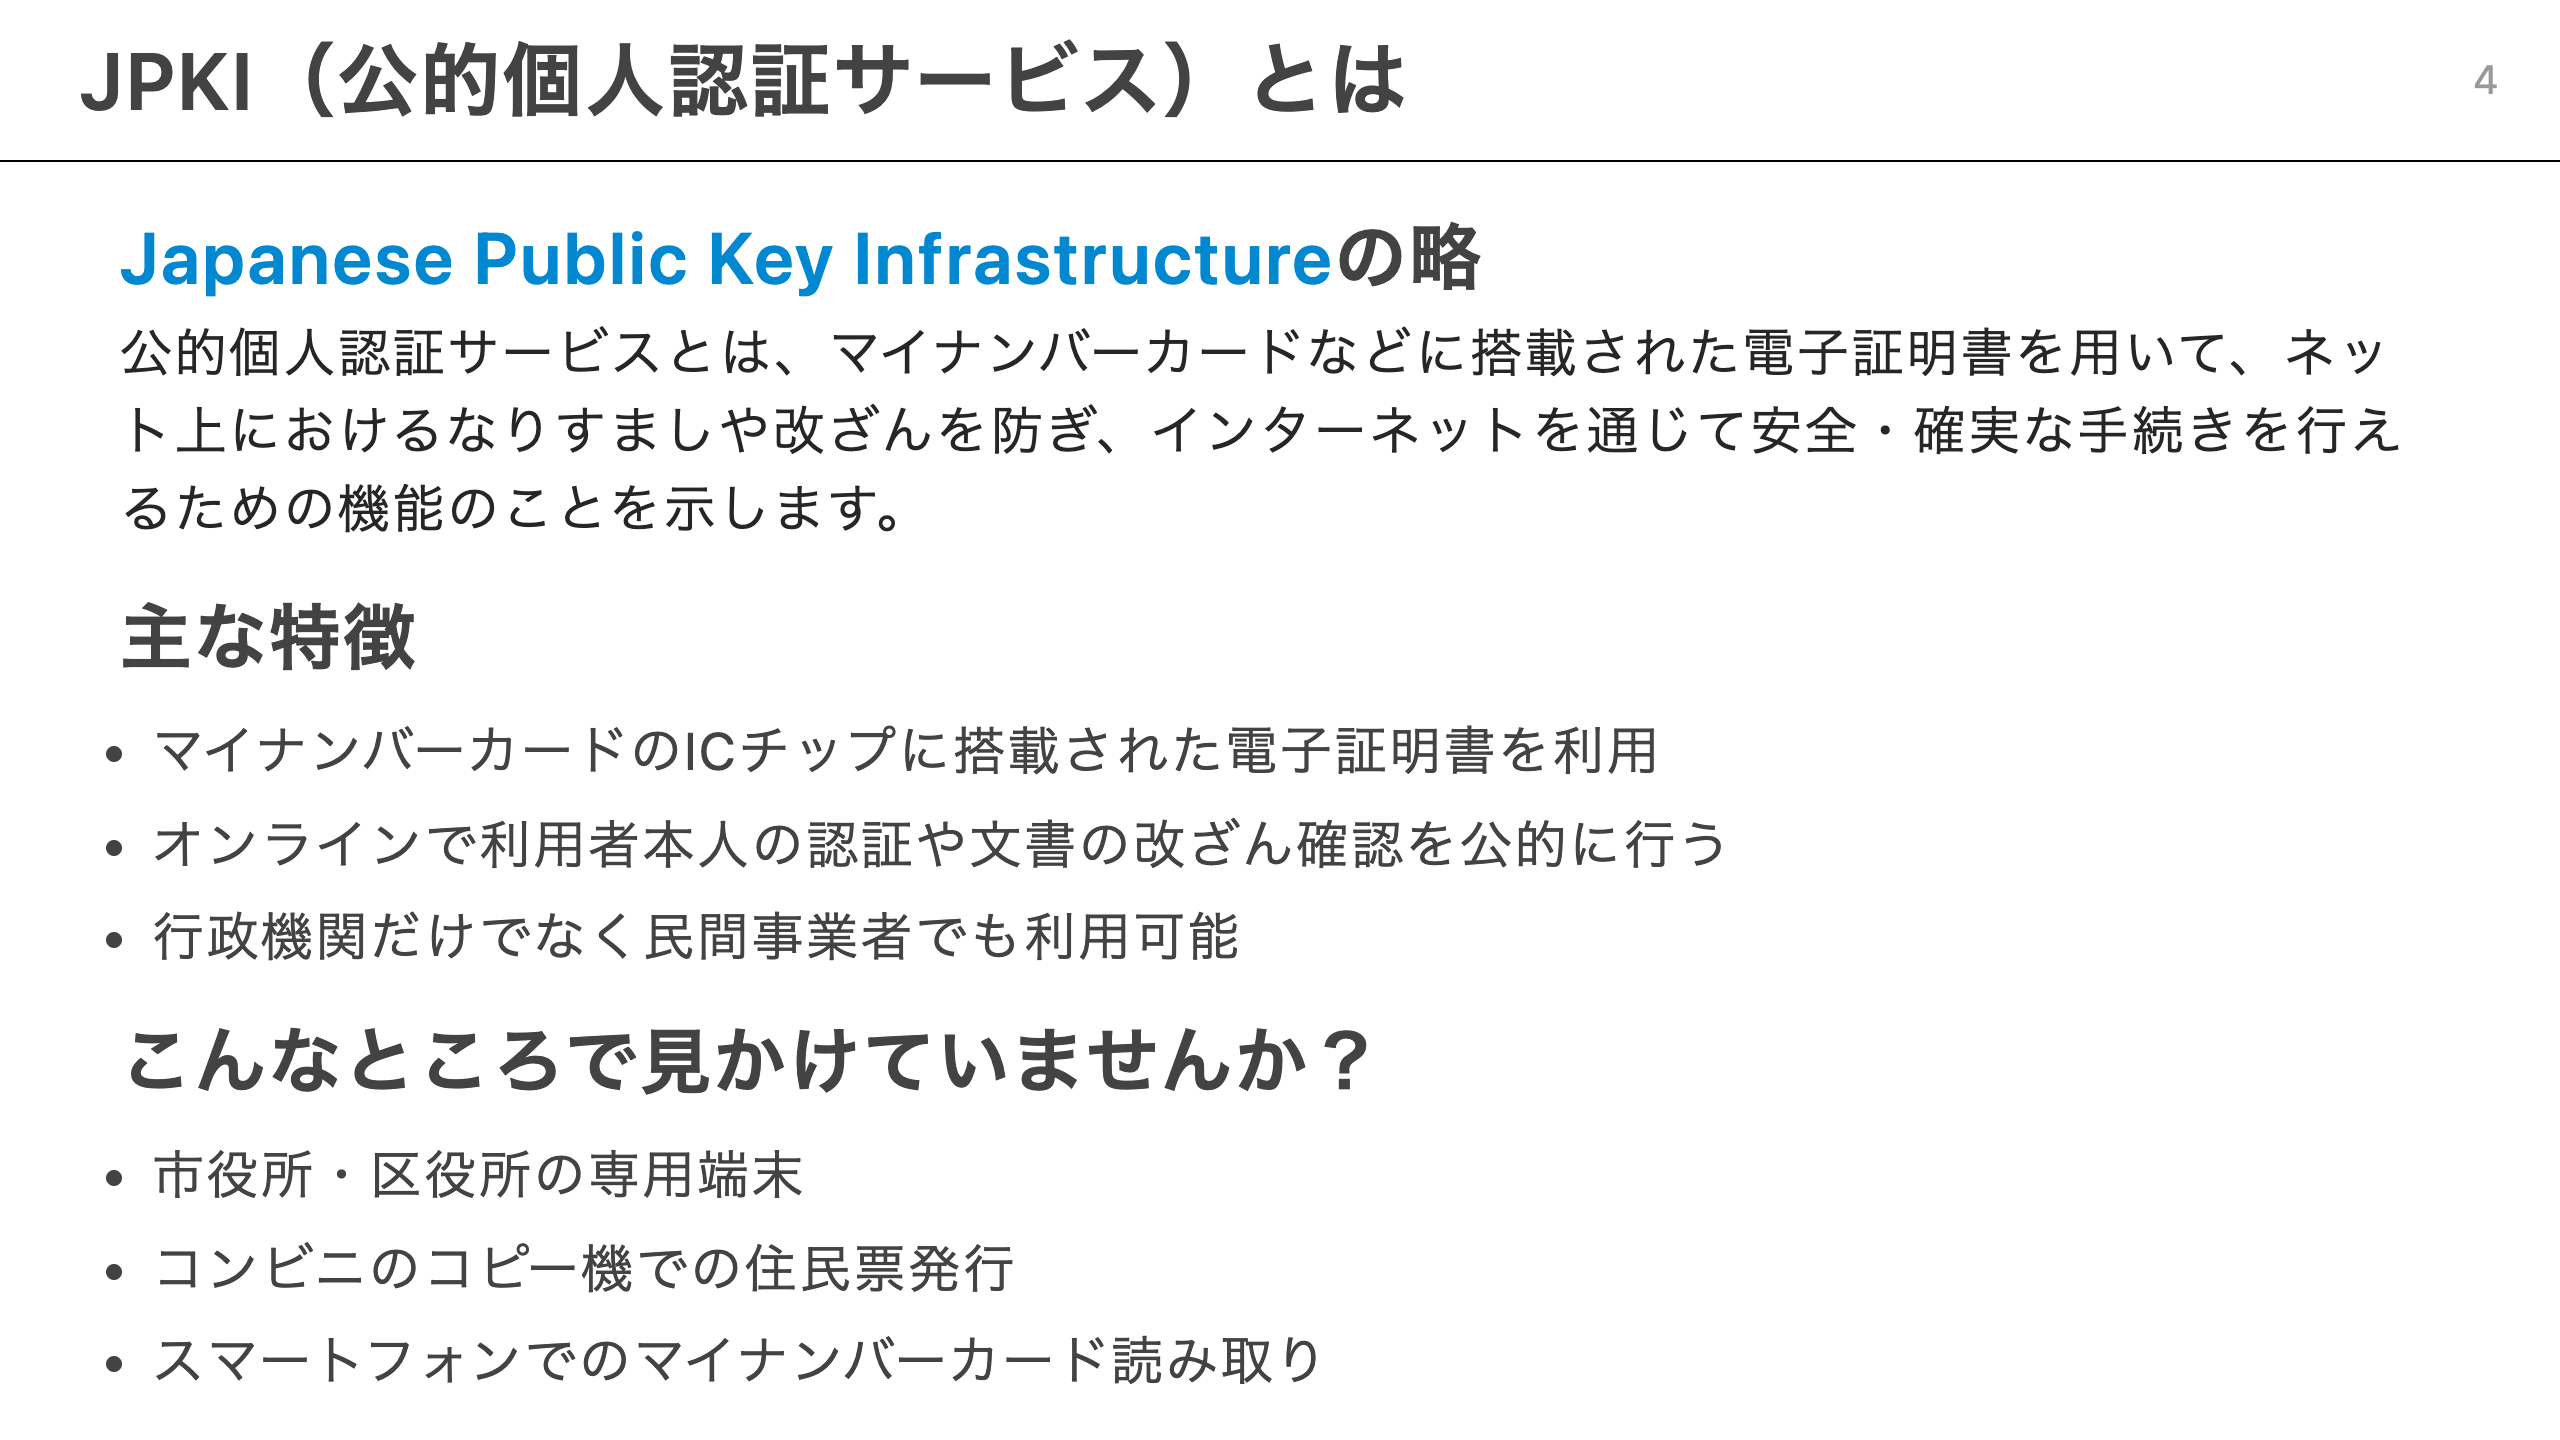 JPKI（公的個人認証サービス）とは
4
Japanese Public Key Infrastructureの略
公的個人認証サービスとは、マイナンバーカードなどに搭載された電子証明書を用いて、ネッ
ト上におけるなりすましや改ざんを防ぎ、インターネットを通じて安全・確実な手続きを行え
るための機能のことを示します。
主な特徴
• マイナンバーカードのICチップに搭載された電子証明書を利用
• オンラインで利用者本人の認証や文書の改ざん確認を公的に行う
• 行政機関だけでなく民間事業者でも利用可能
こんなところで見かけていませんか？
• 市役所・区役所の専用端末
• コンビニのコピー機での住民票発行
• スマートフォンでのマイナンバーカード読み取り